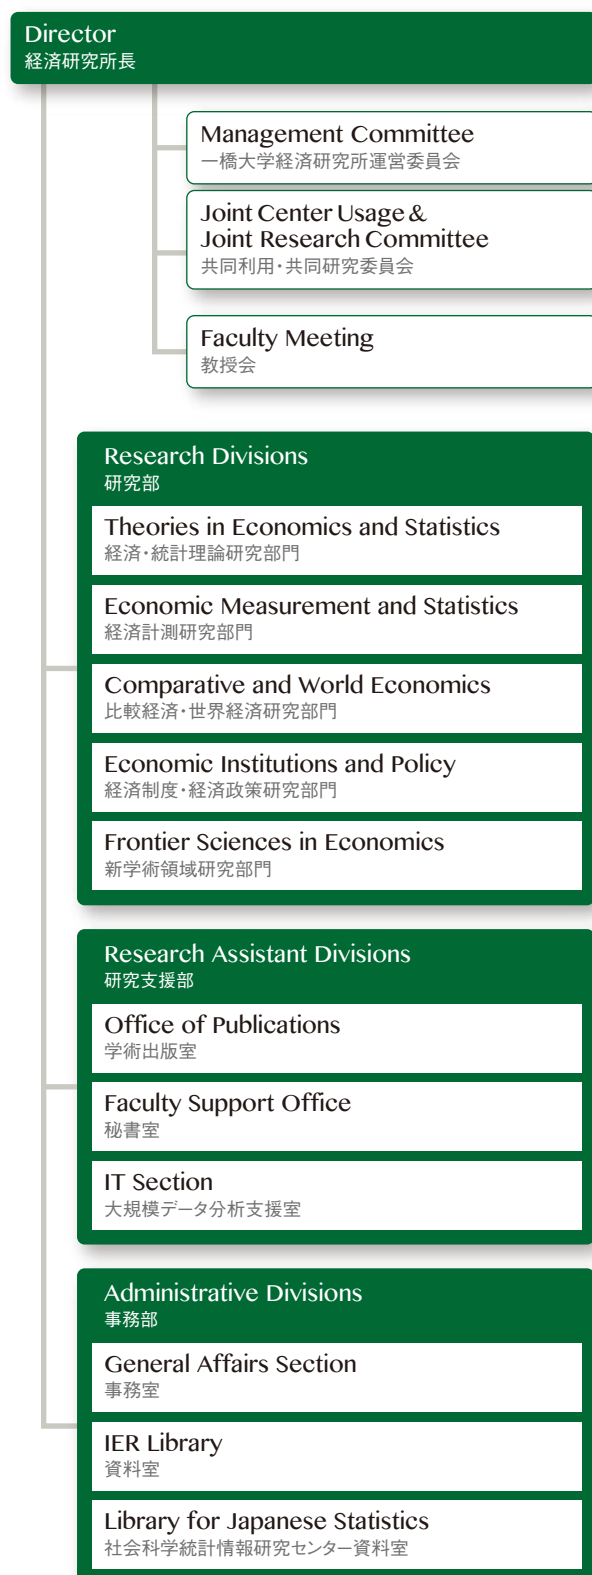 Director
経済研究所長
Management Committee
一橋大学経済研究所運営委員会
Joint Center Usage &
Joint Research Committee
共同利用・共同研究委員会
Faculty Meeting
教授会
Research Divisions
研究部
Theories in Economics and Statistics
経済・統計理論研究部門
Economic Measurement and Statistics
経済計測研究部門
Comparative and World Economics
比較経済・世界経済研究部門
Economic Institutions and Policy
経済制度・経済政策研究部門
Frontier Sciences in Economics
新学術領域研究部門
Research Assistant Divisions
研究支援部
Office of Publications
学術出版室
Faculty Support Office
秘書室
IT Section
大規模データ分析支援室
Administrative Divisions
事務部
General Affairs Section
事務室
IER Library
資料室
Library for Japanese Statistics
社会科学統計情報研究センター資料室